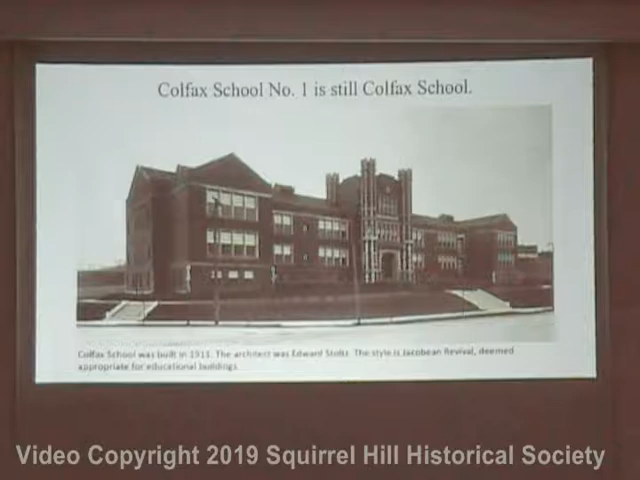 Colfax School No. 1 is still Colfax School.
Colfax School was built in 1911. The architect was Edward Stotz. The style is Jacobean Revival, deemed
appropriate for educational buildings.
Video Copyright 2019 Squirrel Hill Historical Society